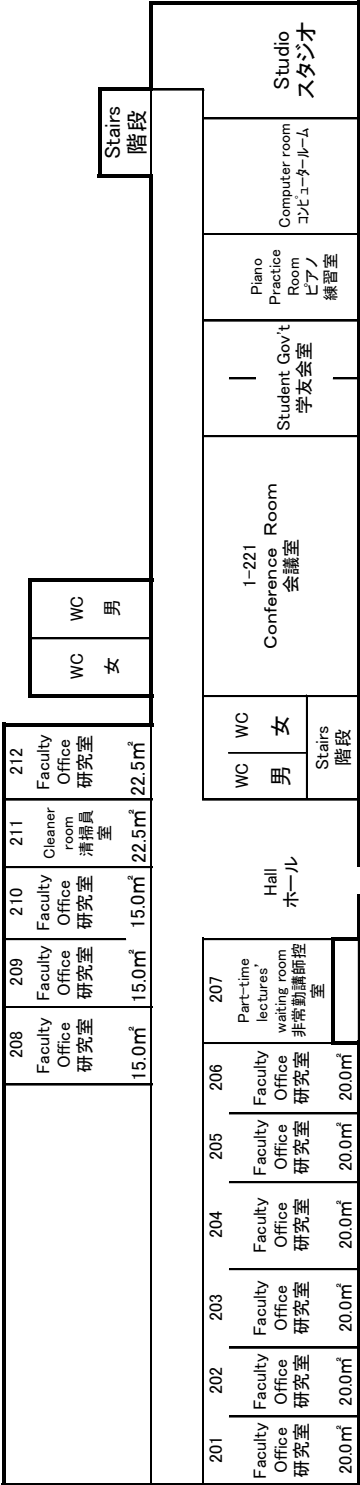 208
Faculty
Office
研究室
15.0㎡
209
Faculty
Office
研究室
15.0㎡
210
Faculty
Office
研究室
15.0㎡
211
Cleaner
room
清掃員
室
22.5㎡
212
Faculty
Office
研究室
22.5㎡
WC
女
WC
男
Stairs
階段
201
Faculty
Office
研究室
20.0㎡
202
Faculty
Office
研究室
20.0㎡
203
Faculty
Office
研究室
20.0㎡
204
Faculty
Office
研究室
20.0㎡
205
Faculty
Office
研究室
20.0㎡
206
Faculty
Office
研究室
20.0㎡
207
Part-time
lectures'
waiting room
非常勤講師控
室
Hall
ホール
WC
男
WC
女
Stairs
階段
1-221
Conference Room
会議室
Student Gov't
学友会室
Piano
Practice
Room
ピアノ
練習室
Computer room
コンピュータールーム
Studio
スタジオ